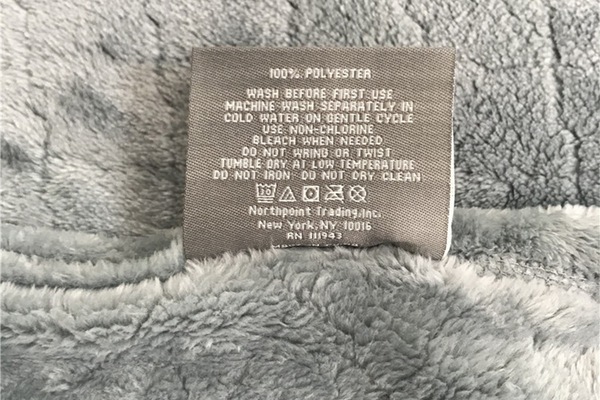 100% POLYESTER
WASH BEFORE FIRST USE
MACHINE WASH SEPARATELY IN
COLD WATER ON GENTLE CYCLE
USE NON-CHLORINE
BLEACH WHEN NEEDED
DO NOT WRING OR TWIST
TUMBLE DRY AT LOW TEMPERATURE
DO NOT IRON DO NOT DRY CLEAN
Northpoint Trading,Inc.
New York, NY 10016
RN 111943